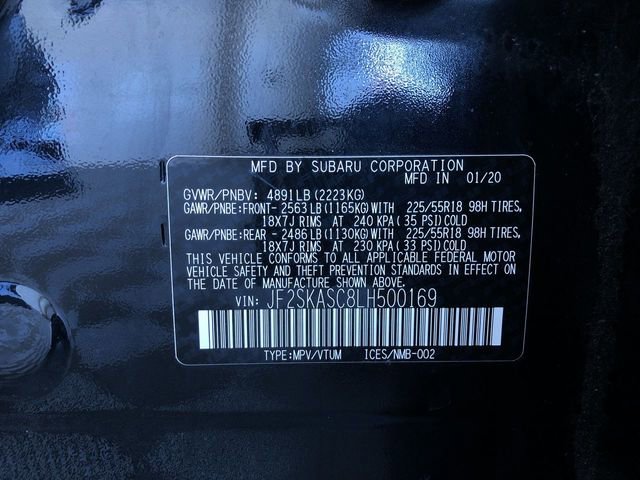 MFD BY SUBARU CORPORATION
MFD IN 01/20
GVWR/PNBV: 4891LB(2223KG)
GAWR/PNBE:FRONT-2563LB(1165KG)WITH 225/55R18 98H TIRES,
18X7J RIMS AT 240 KPA(35 PSI)COLD
GAWR/PNBE:REAR -2486LB(1130KG)WITH 225/55R18 98H TIRES,
18X7J RIMS AT 230 KPA(33 PSI)COLD
THIS VEHICLE CONFORMS TO ALL APPLICABLE FEDERAL MOTOR
VEHICLE SAFETY AND THEFT PREVENTION STANDARDS IN EFFECT
ON THE DATE OF MANUFACTURE SHOWN ABOVE.
VIN: JF2SKASC8LH500169
TYPE:MPV/VTUM ICES/NMB-002